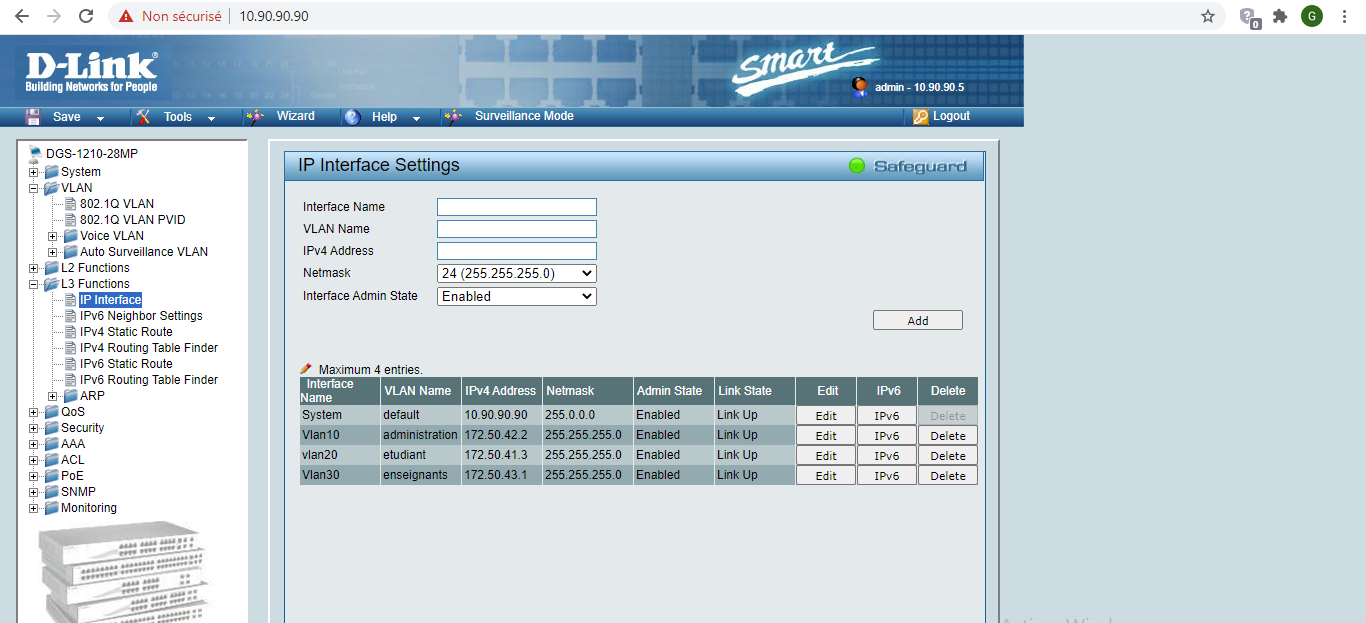 Non sécurisé | 10.90.90.90
0
G
D-Link®
Building Networks for People
smart
admin - 10.90.90.5
Save Tools Wizard Help Surveillance Mode Logout
DGS-1210-28MP
System
VLAN
802.1Q VLAN
802.1Q VLAN PVID
Voice VLAN
Auto Surveillance VLAN
L2 Functions
L3 Functions
IP Interface
IPv6 Neighbor Settings
IPv4 Static Route
IPv4 Routing Table Finder
IPv6 Static Route
IPv6 Routing Table Finder
ARP
QoS
Security
AAA
ACL
PoE
SNMP
Monitoring
IP Interface Settings Safeguard
Interface Name
VLAN Name
IPv4 Address
Netmask 24 (255.255.255.0)
Interface Admin State Enabled
Add
Maximum 4 entries.
Interface Name VLAN Name IPv4 Address Netmask Admin State Link State Edit IPv6 Delete
System default 10.90.90.90 255.0.0.0 Enabled Link Up Edit IPv6 Delete
Vlan10 administration 172.50.42.2 255.255.255.0 Enabled Link Up Edit IPv6 Delete
vlan20 etudiant 172.50.41.3 255.255.255.0 Enabled Link Up Edit IPv6 Delete
Vlan30 enseignants 172.50.43.1 255.255.255.0 Enabled Link Up Edit IPv6 Delete